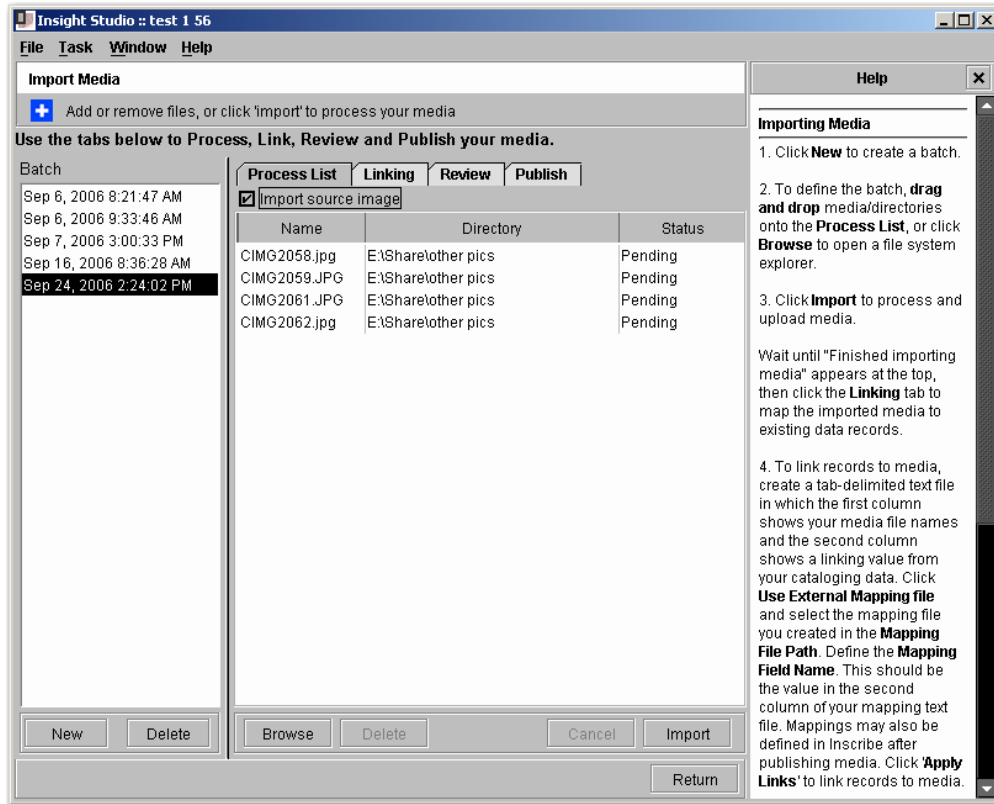 Insight Studio :: test 1 56
File Task Window Help
Import Media
Add or remove files, or click 'import' to process your media
Use the tabs below to Process, Link, Review and Publish your media.
Batch
Sep 6, 2006 8:21:47 AM
Sep 6, 2006 9:33:46 AM
Sep 7, 2006 3:00:33 PM
Sep 16, 2006 8:36:28 AM
Sep 24, 2006 2:24:02 PM
New Delete
Process List Linking Review Publish
Import source image
Name Directory Status
CIMG2058.jpg E:\Share\other pics Pending
CIMG2059.JPG E:\Share\other pics Pending
CIMG2061.JPG E:\Share\other pics Pending
CIMG2062.jpg E:\Share\other pics Pending
Browse Delete Cancel Import
Return
Help
Importing Media
1. Click New to create a batch.
2. To define the batch, drag
and drop media/directories
onto the Process List, or click
Browse to open a file system
explorer.
3. Click Import to process and
upload media.
Wait until "Finished importing
media" appears at the top,
then click the Linking tab to
map the imported media to
existing data records.
4. To link records to media,
create a tab-delimited text file
in which the first column
shows your media file names
and the second column
shows a linking value from
your cataloging data. Click
Use External Mapping file
and select the mapping file
you created in the Mapping
File Path. Define the Mapping
Field Name. This should be
the value in the second
column of your mapping text
file. Mappings may also be
defined in Inscribe after
publishing media. Click 'Apply
Links' to link records to media.